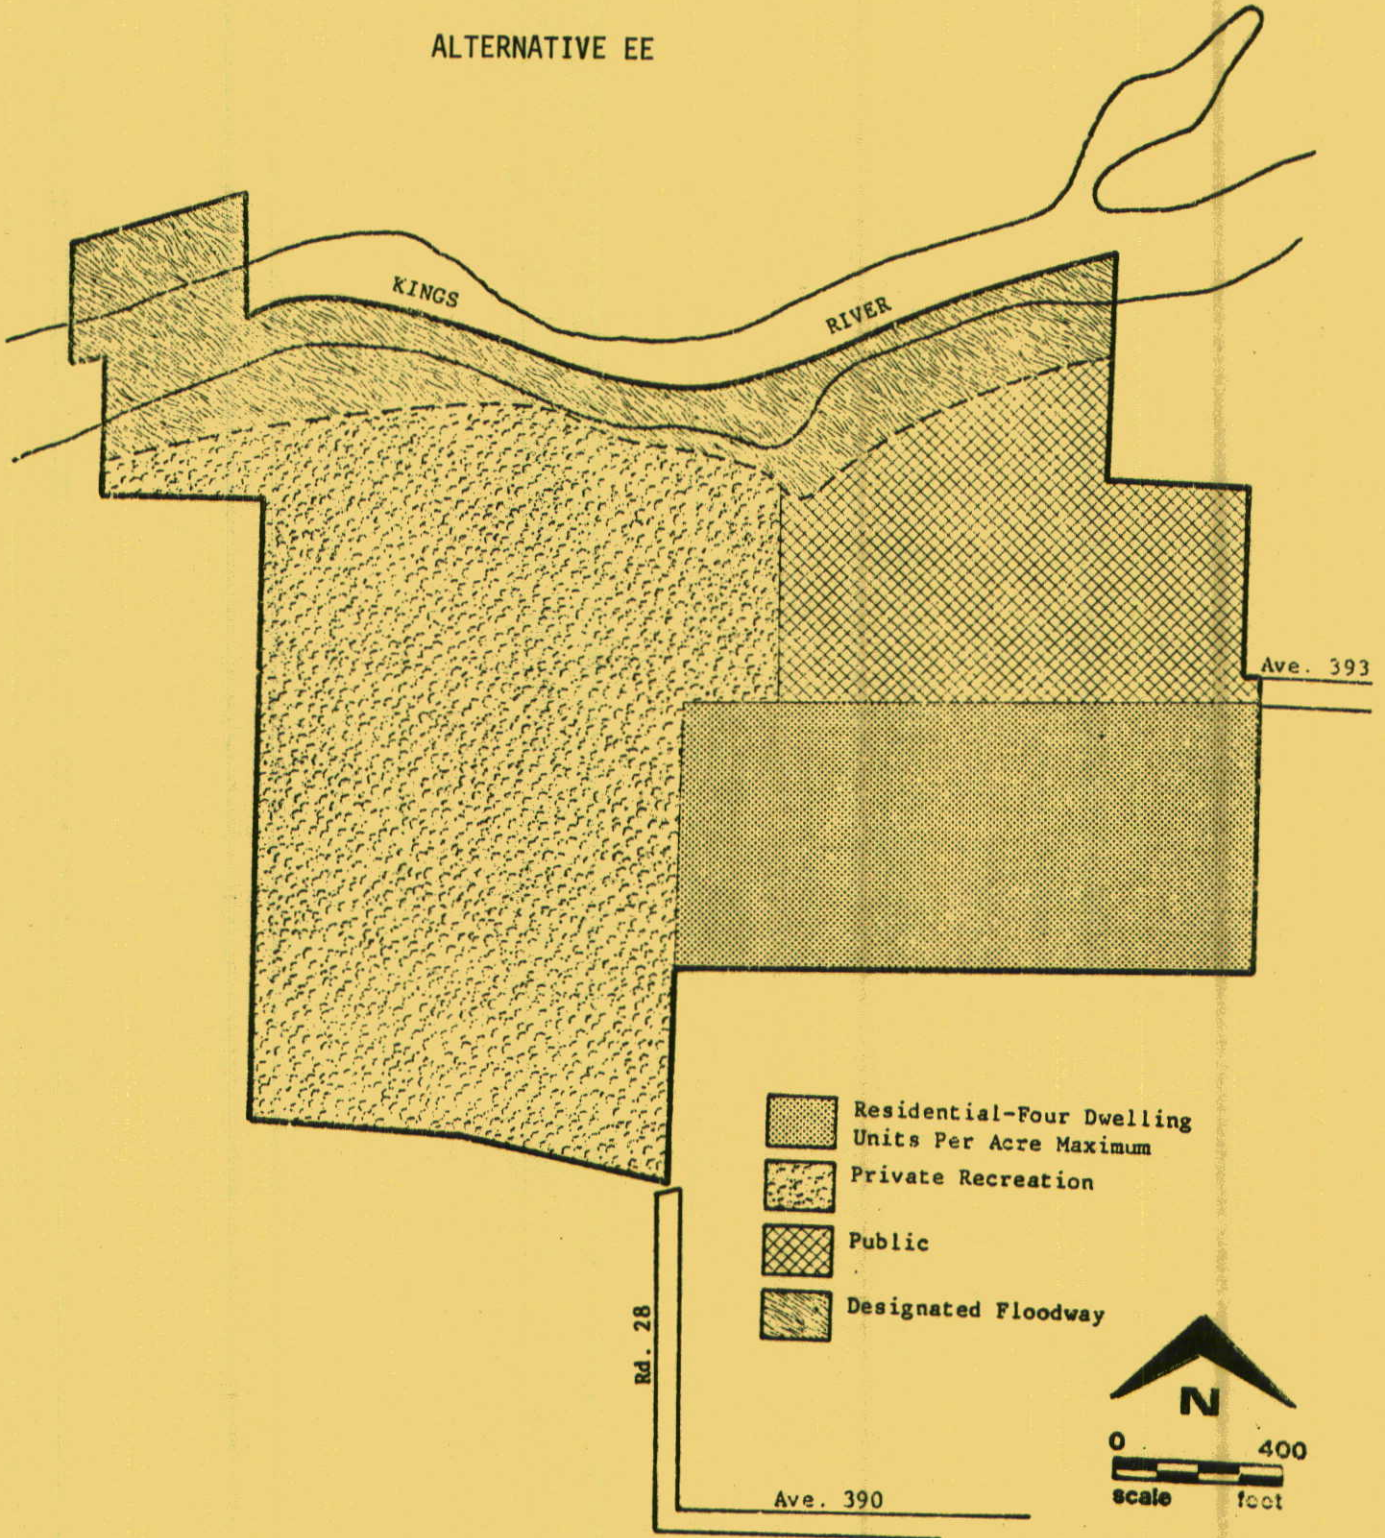 ALTERNATIVE EE
KINGS
RIVER
Ave. 393
Residential-Four Dwelling
Units Per Acre Maximum
Private Recreation
Public
Designated Floodway
Rd. 28
N
0 400
scale feet
Ave. 390